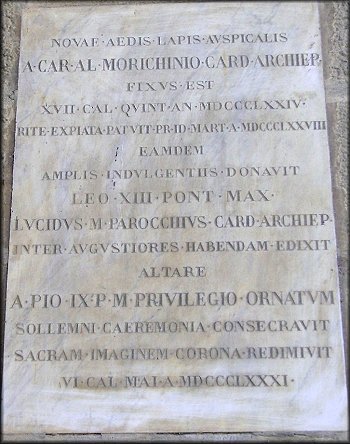 NOVAE·AEDIS·LAPIS·AVSPICALIS
A·CAR·AL·MORICHINIO·CARD·ARCHIEP·
FIXVS·EST
XVII·CAL·QVINT·AN·MDCCCLXXIV·
RITE·EXPIATA·PATVIT·PRID·MART·A·MDCCCLXXVIII
EAMDEM
AMPLIS·INDVLGENTIIS·DONAVIT
LEO·XIII·PONT·MAX·
LVCIDVS·M·PAROCCHIVS·CARD·ARCHIEP·
INTER·AVGVSTIORES·HABENDAM·EDIXIT
ALTARE
A·PIO·IX·P·M·PRIVILEGIO·ORNATVM
SOLLEMNI·CAEREMONIA·CONSECRAVIT
SACRAM·IMAGINEM·CORONA·REDIMIVIT
VI·CAL·MAI·A·MDCCCLXXXI·